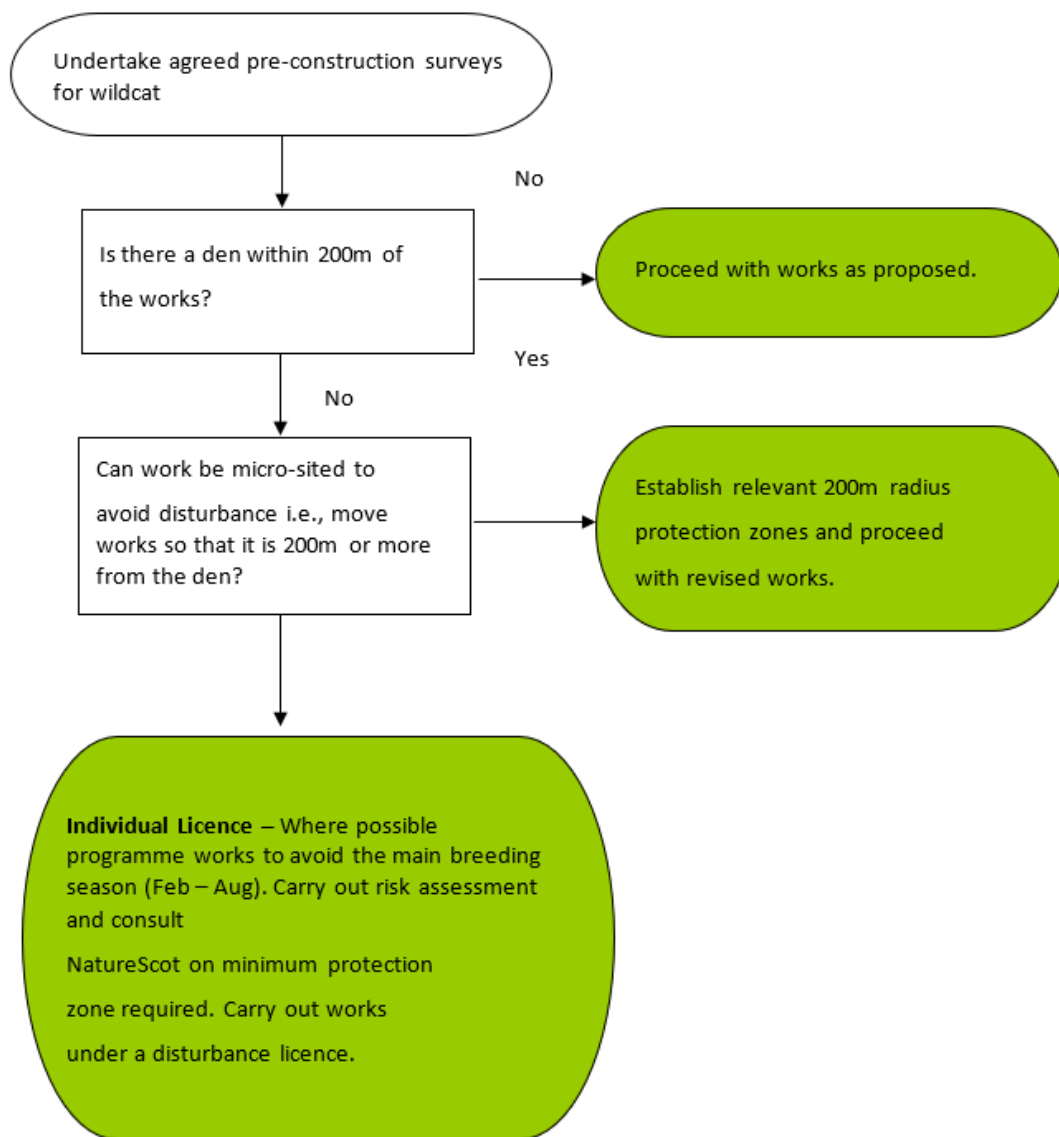 Undertake agreed pre-construction surveys
for wildcat
No
Is there a den within 200m of
the works?
Proceed with works as proposed.
Yes
No
Can work be micro-sited to
avoid disturbance i.e., move
works so that it is 200m or more
from the den?
Establish relevant 200m radius
protection zones and proceed
with revised works.
Individual Licence – Where possible
programme works to avoid the main breeding
season (Feb – Aug). Carry out risk assessment
and consult
NatureScot on minimum protection
zone required. Carry out works
under a disturbance licence.